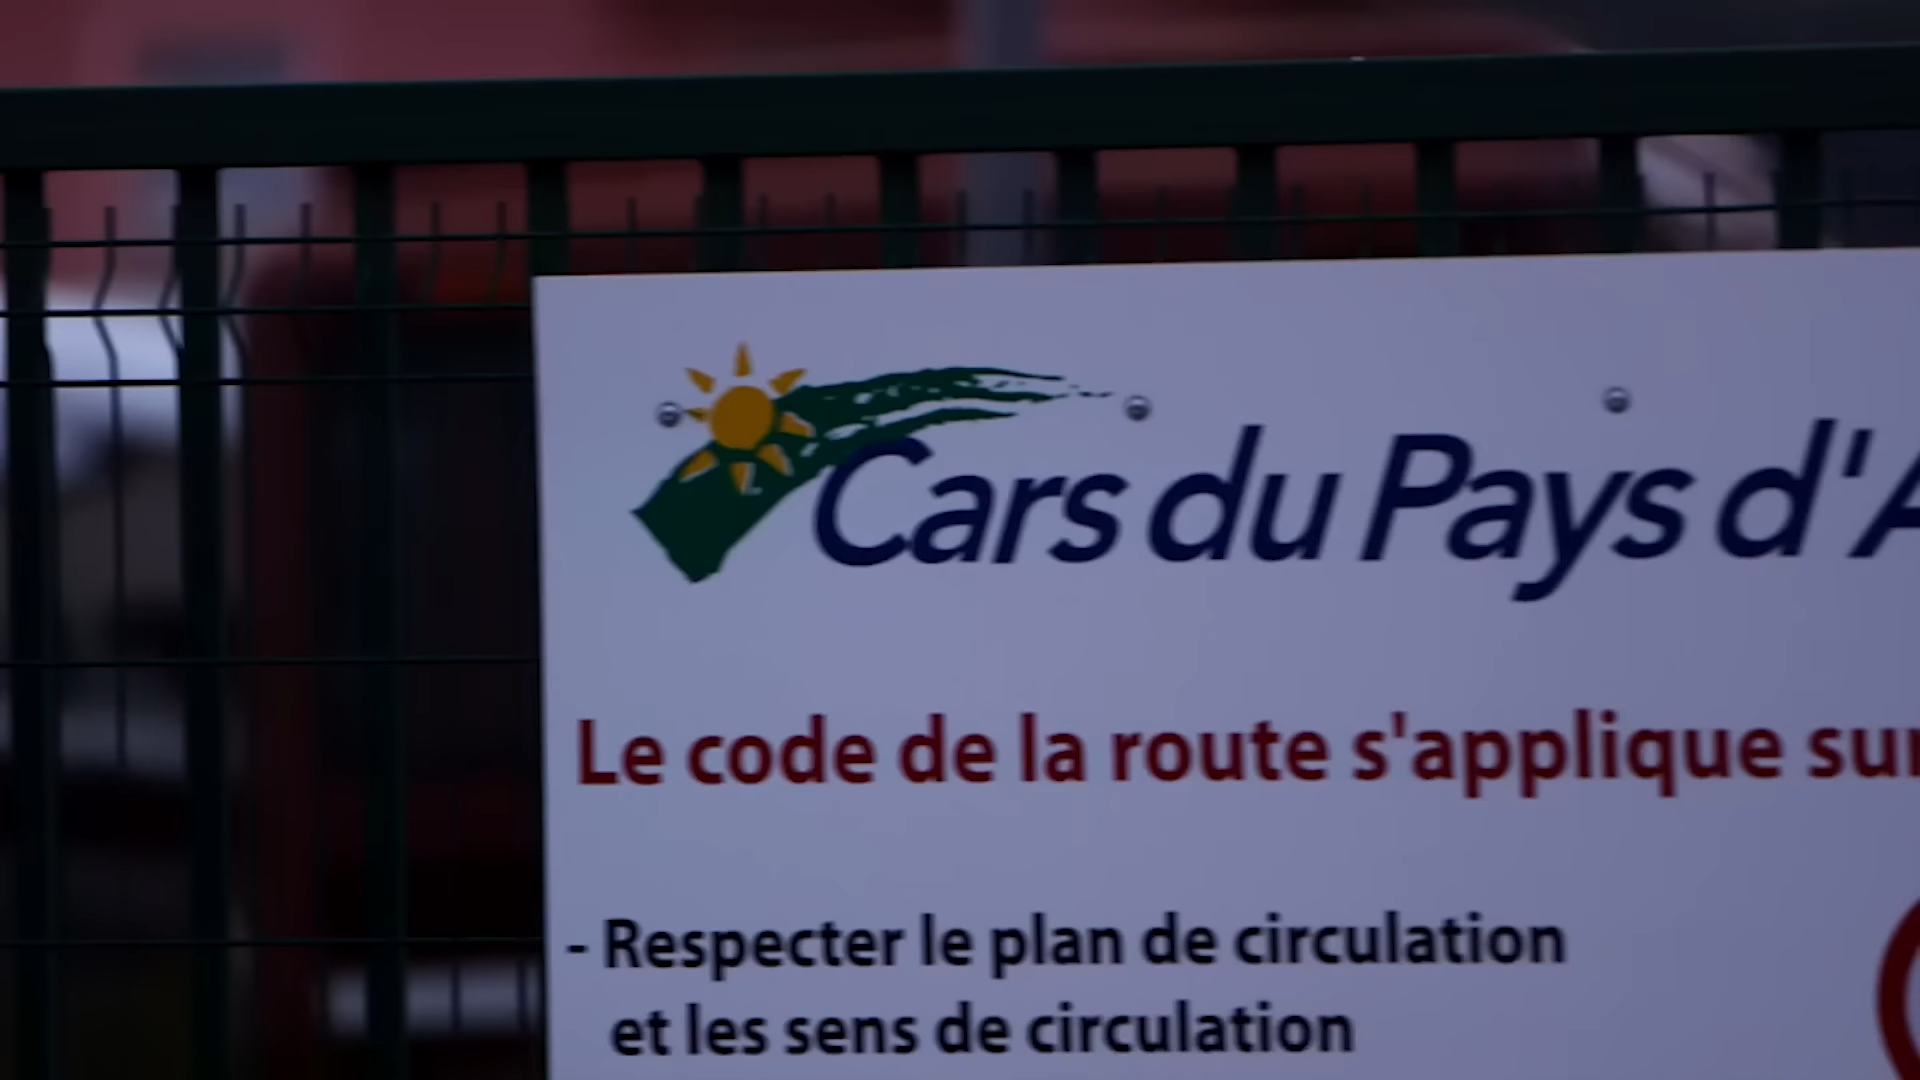 Cars du Pays d'A
Le code de la route s'applique sur
- Respecter le plan de circulation
et les sens de circulation